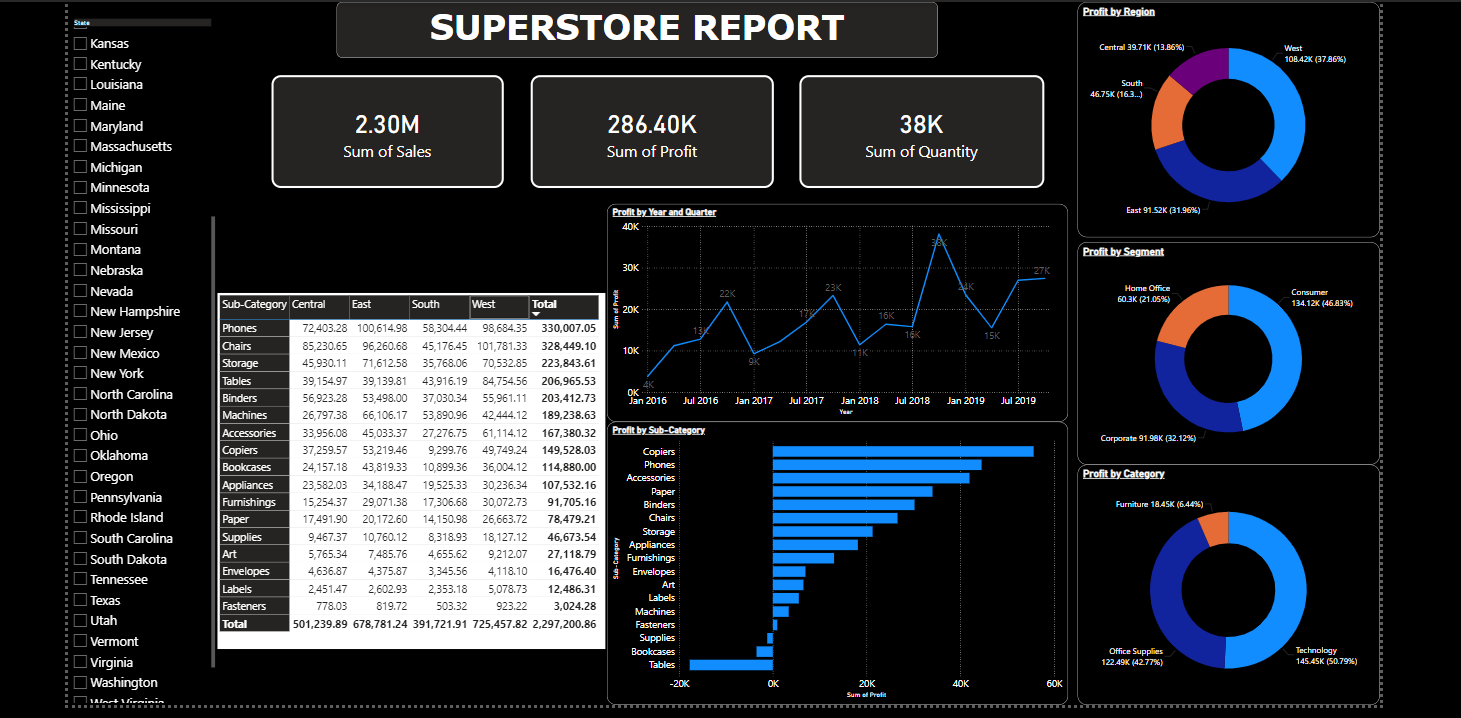 State
Kansas
Kentucky
Louisiana
Maine
Maryland
Massachusetts
Michigan
Minnesota
Mississippi
Missouri
Montana
Nebraska
Nevada
New Hampshire
New Jersey
New Mexico
New York
North Carolina
North Dakota
Ohio
Oklahoma
Oregon
Pennsylvania
Rhode Island
South Carolina
South Dakota
Tennessee
Texas
Utah
Vermont
Virginia
Washington
West Virginia
SUPERSTORE REPORT
2.30M
Sum of Sales
286.40K
Sum of Profit
38K
Sum of Quantity
Sub-Category Central East South West Total
Phones 72,403.28 100,614.98 58,304.44 98,684.35 330,007.05
Chairs 85,230.65 96,260.68 45,176.45 101,781.33 328,449.10
Storage 45,930.11 71,612.58 35,768.06 70,532.85 223,843.61
Tables 39,154.97 39,139.81 43,916.19 84,754.56 206,965.53
Binders 56,923.28 53,498.00 37,030.34 55,961.11 203,412.73
Machines 26,797.38 66,106.17 53,890.96 42,444.12 189,238.63
Accessories 33,956.08 45,033.37 27,276.75 61,114.12 167,380.32
Copiers 37,259.57 53,219.46 9,299.76 49,749.24 149,528.03
Bookcases 24,157.18 43,819.33 10,899.36 36,004.12 114,880.00
Appliances 23,582.03 34,188.47 19,525.33 30,236.34 107,532.16
Furnishings 15,254.37 29,071.38 17,306.68 30,072.73 91,705.16
Paper 17,491.90 20,172.60 14,150.98 26,663.72 78,479.21
Supplies 9,467.37 10,760.12 8,318.93 18,127.12 46,673.54
Art 5,765.34 7,485.76 4,655.62 9,212.07 27,118.79
Envelopes 4,636.87 4,375.87 3,345.56 4,118.10 16,476.40
Labels 2,451.47 2,602.93 2,353.18 5,078.73 12,486.31
Fasteners 778.03 819.72 503.32 923.22 3,024.28
Total 501,239.89 678,781.24 391,721.91 725,457.82 2,297,200.86
Profit by Year and Quarter
Sum of Profit
40K
30K
20K
10K
0K
4K
13K
22K
9K
17K
23K
11K
16K
16K
38K
24K
15K
27K
Jan 2016 Jul 2016 Jan 2017 Jul 2017 Jan 2018 Jul 2018 Jan 2019 Jul 2019
Year
Profit by Sub-Category
Sub-Category
Copiers
Phones
Accessories
Paper
Binders
Chairs
Storage
Appliances
Furnishings
Envelopes
Art
Labels
Machines
Fasteners
Supplies
Bookcases
Tables
-20K 0K 20K 40K 60K
Sum of Profit
Profit by Region
Central 39.71K (13.86%)
West
108.42K (37.86%)
South
46.75K (16.3...)
East 91.52K (31.96%)
Profit by Segment
Home Office
60.3K (21.05%)
Consumer
134.12K (46.83%)
Corporate 91.98K (32.12%)
Profit by Category
Furniture 18.45K (6.44%)
Office Supplies
122.49K (42.77%)
Technology
145.45K (50.79%)